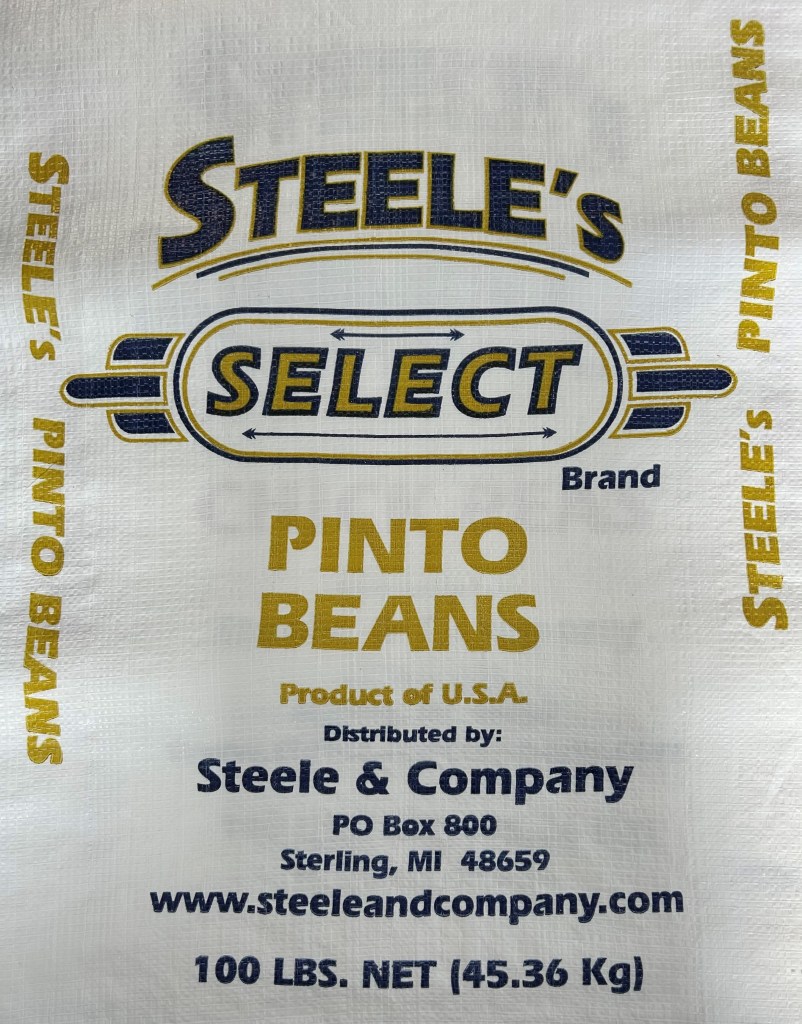 STEELE'S
SELECT
Brand
PINTO
BEANS
Product of U.S.A.
Distributed by:
Steele & Company
PO Box 800
Sterling, MI 48659
www.steeleandcompany.com
100 LBS. NET (45.36 Kg)
STEELE'S PINTO BEANS
STEELE'S PINTO BEANS